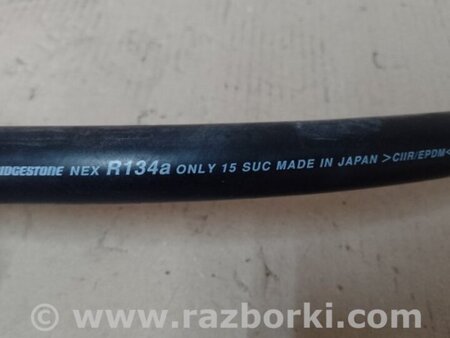 BRIDGESTONE NEX R134a ONLY 15 SUC MADE IN JAPAN >CIIR/EPDM<
© www.razborki.com